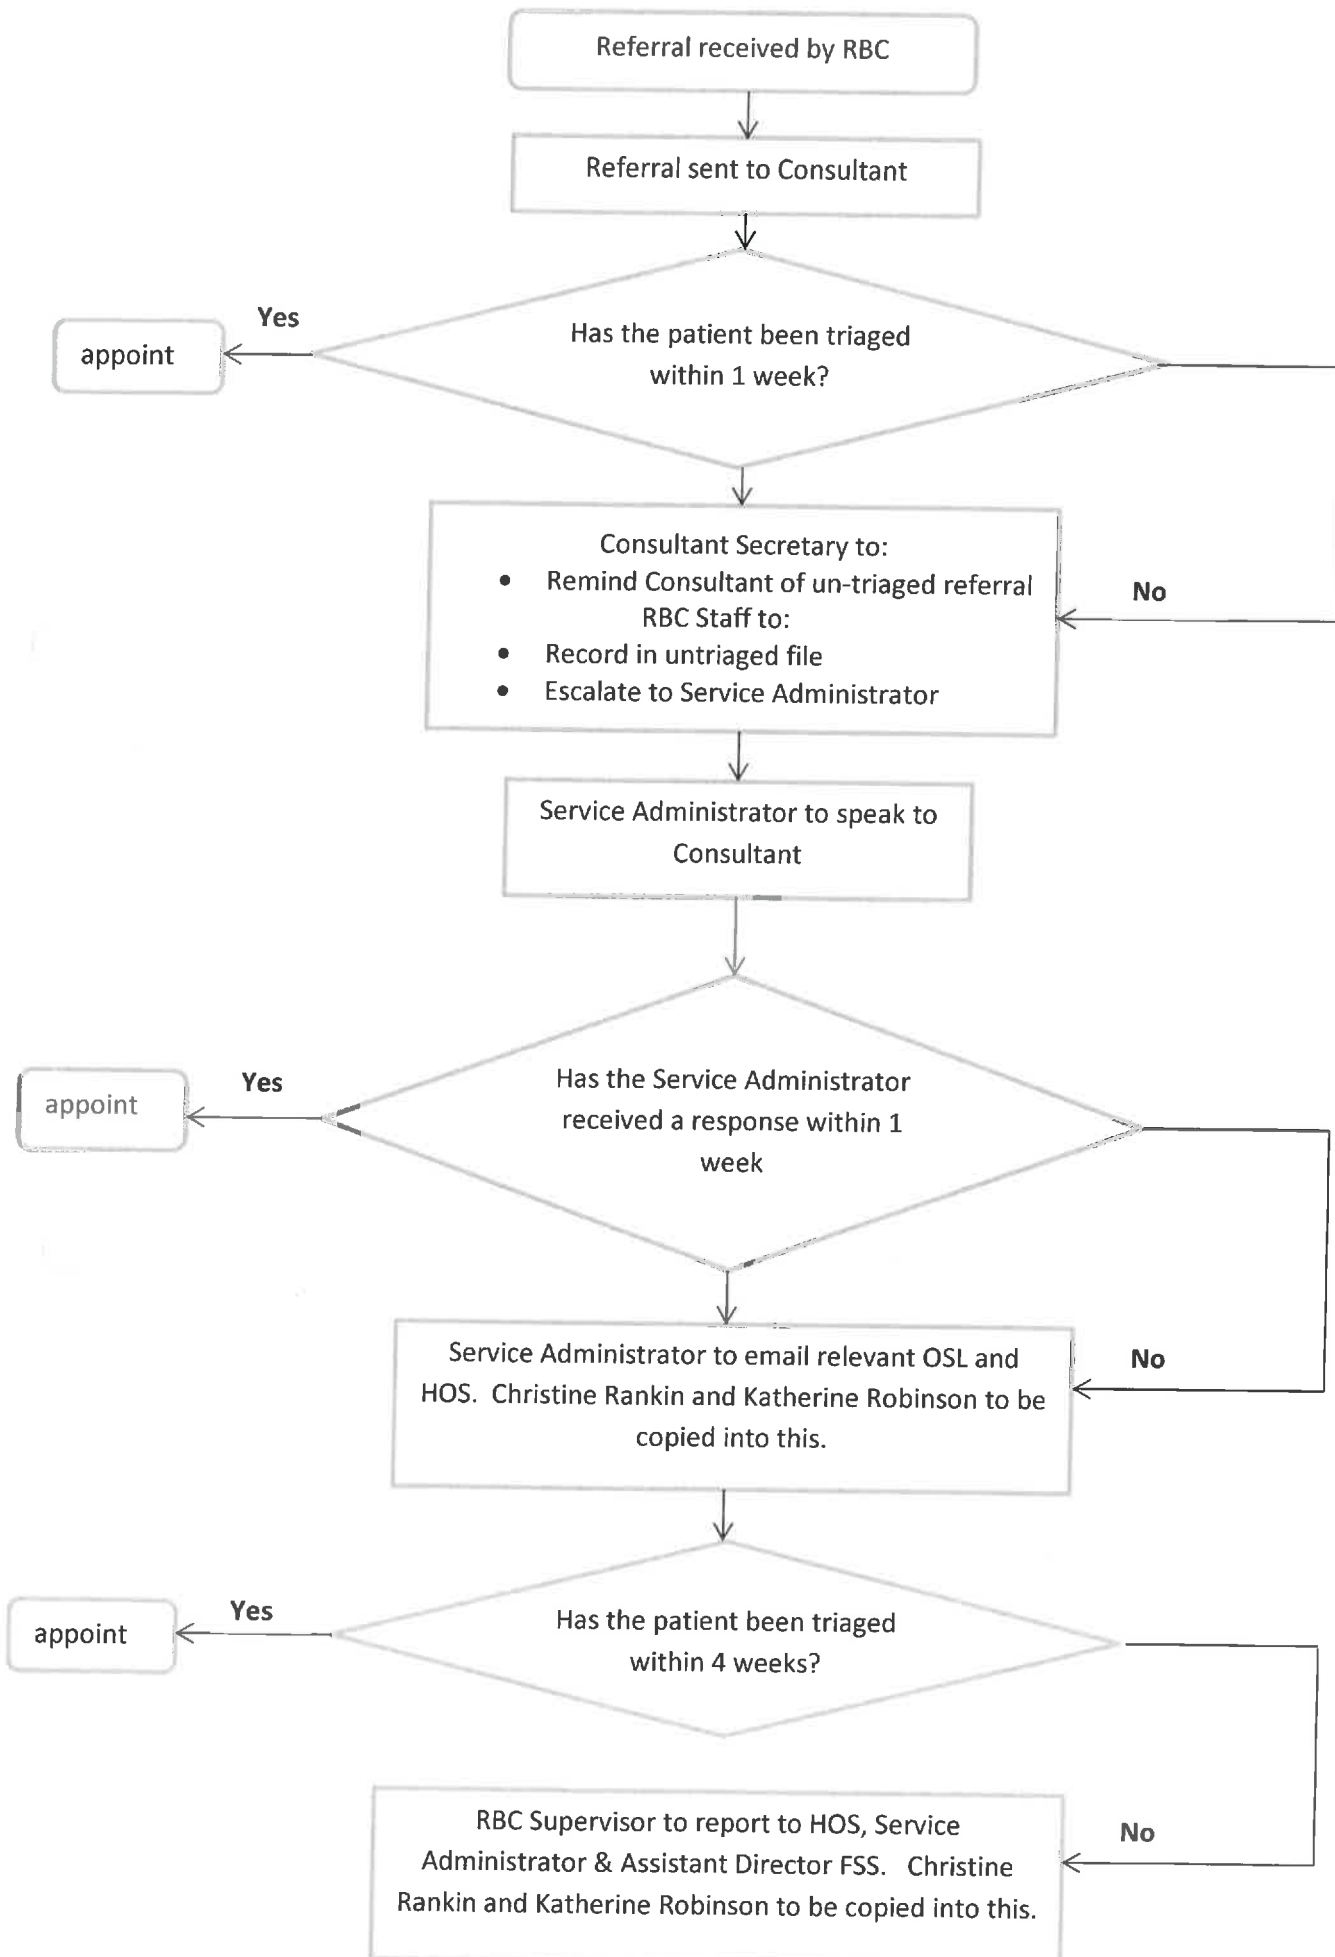 Referral received by RBC
Referral sent to Consultant
Has the patient been triaged
within 1 week?
Yes
appoint
Consultant Secretary to:
• Remind Consultant of un-triaged referral
RBC Staff to:
• Record in untriaged file
• Escalate to Service Administrator
No
Service Administrator to speak to
Consultant
Has the Service Administrator
received a response within 1
week
Yes
appoint
Service Administrator to email relevant OSL and
HOS. Christine Rankin and Katherine Robinson to be
copied into this.
No
Has the patient been triaged
within 4 weeks?
Yes
appoint
RBC Supervisor to report to HOS, Service
Administrator & Assistant Director FSS. Christine
Rankin and Katherine Robinson to be copied into this.
No